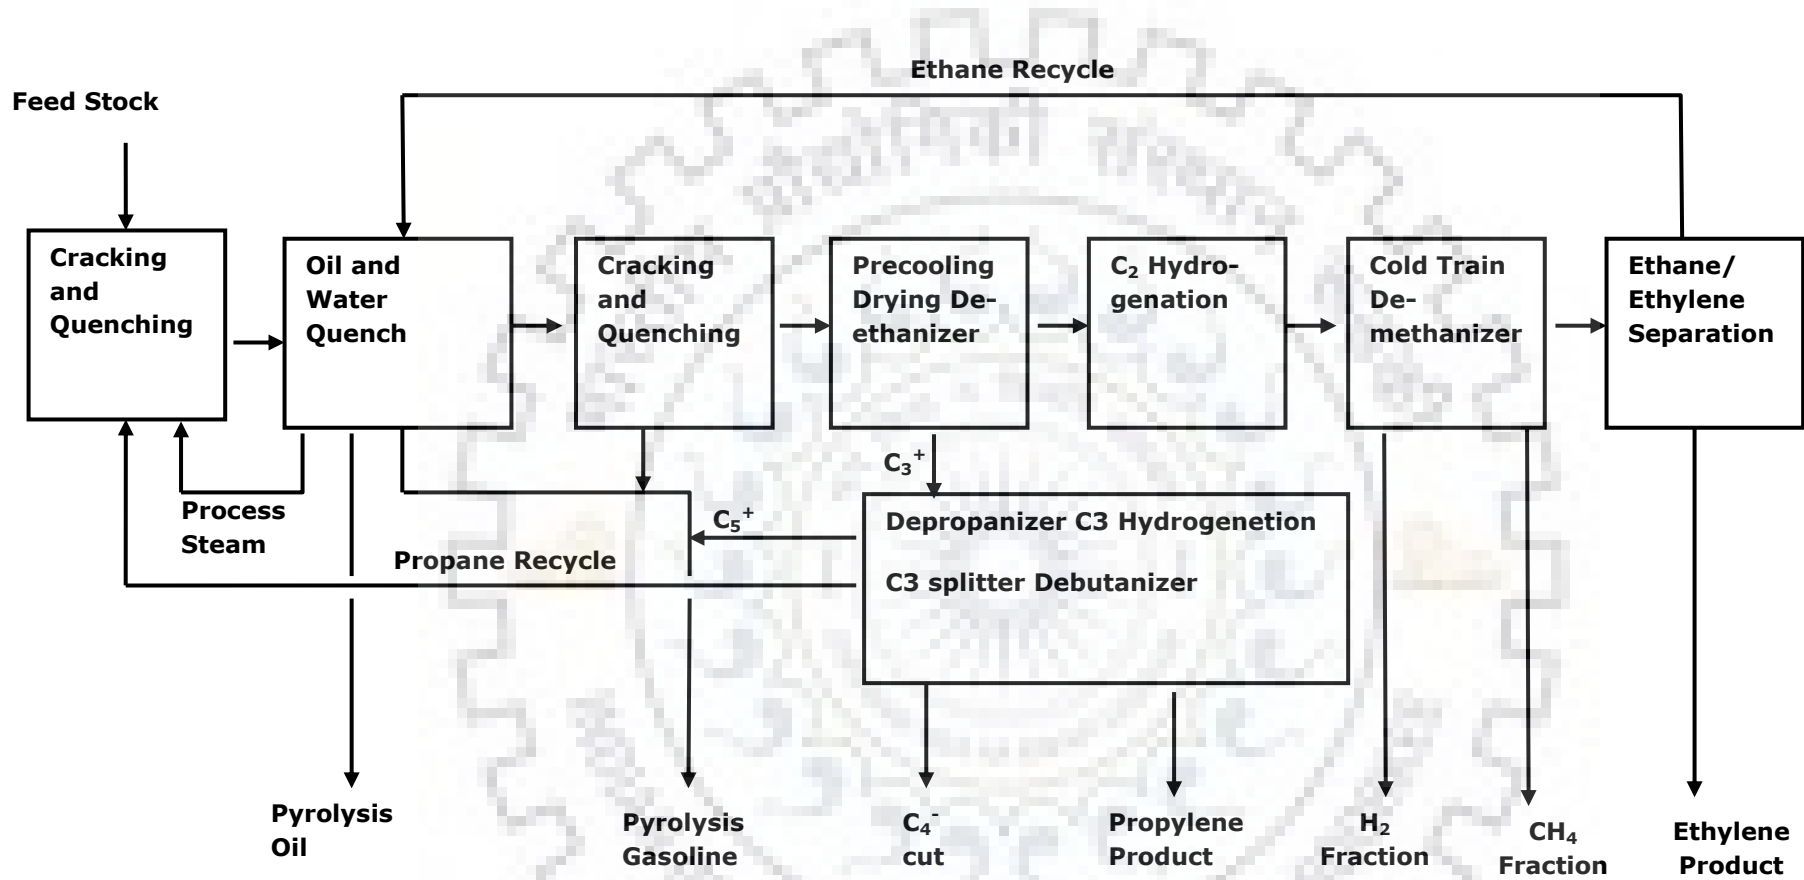 Ethane Recycle
Feed Stock
Cracking
and
Quenching
Oil and
Water
Quench
Cracking
and
Quenching
Precooling
Drying De-
ethanizer
C₂ Hydro-
genation
Cold Train
De-
methanizer
Ethane/
Ethylene
Separation
C₃⁺
Process
Steam
C₅⁺
Propane Recycle
Depropanizer C3 Hydrogenetion
C3 splitter Debutanizer
Pyrolysis
Oil
Pyrolysis
Gasoline
C₄⁻
cut
Propylene
Product
H₂
Fraction
CH₄
Fraction
Ethylene
Product